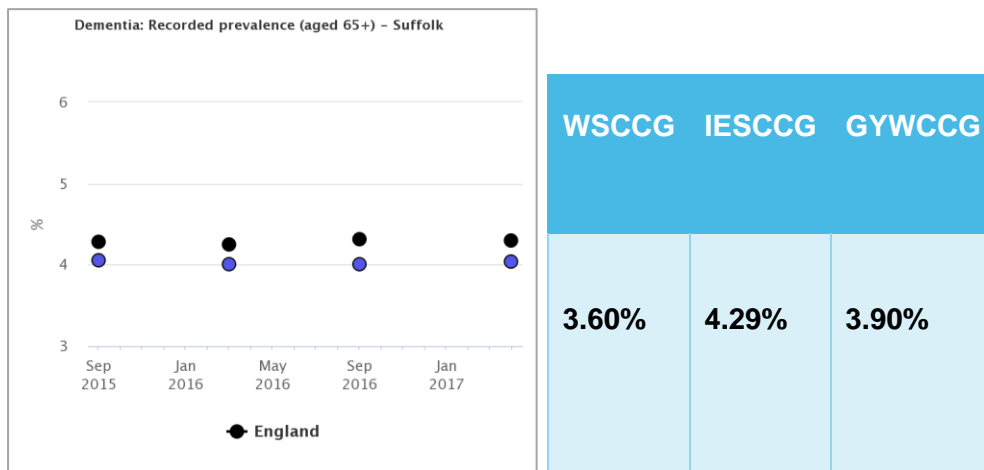 Dementia: Recorded prevalence (aged 65+) – Suffolk
6
5
%
4
3
Sep Jan May Sep Jan
2015 2016 2016 2016 2017
England
WSCCG IESCCG GYWCCG
3.60% 4.29% 3.90%